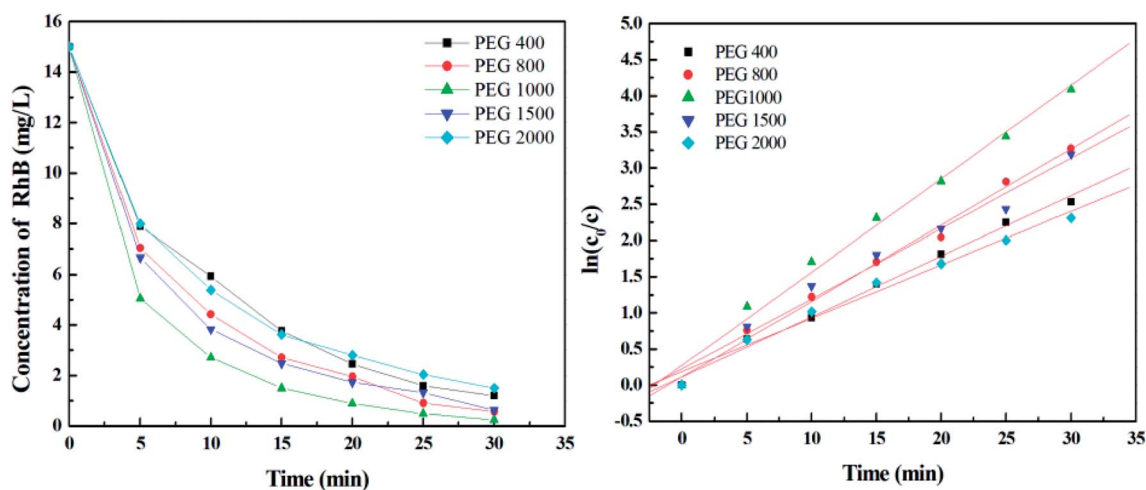 16
14
12
10
8
6
4
2
0
Concentration of RhB (mg/L)
PEG 400
PEG 800
PEG 1000
PEG 1500
PEG 2000
0 5 10 15 20 25 30 35
Time (min)
5.0
4.5
4.0
3.5
3.0
2.5
2.0
1.5
1.0
0.5
0.0
-0.5
ln(c₀/c)
PEG 400
PEG 800
PEG1000
PEG 1500
PEG 2000
0 5 10 15 20 25 30 35
Time (min)